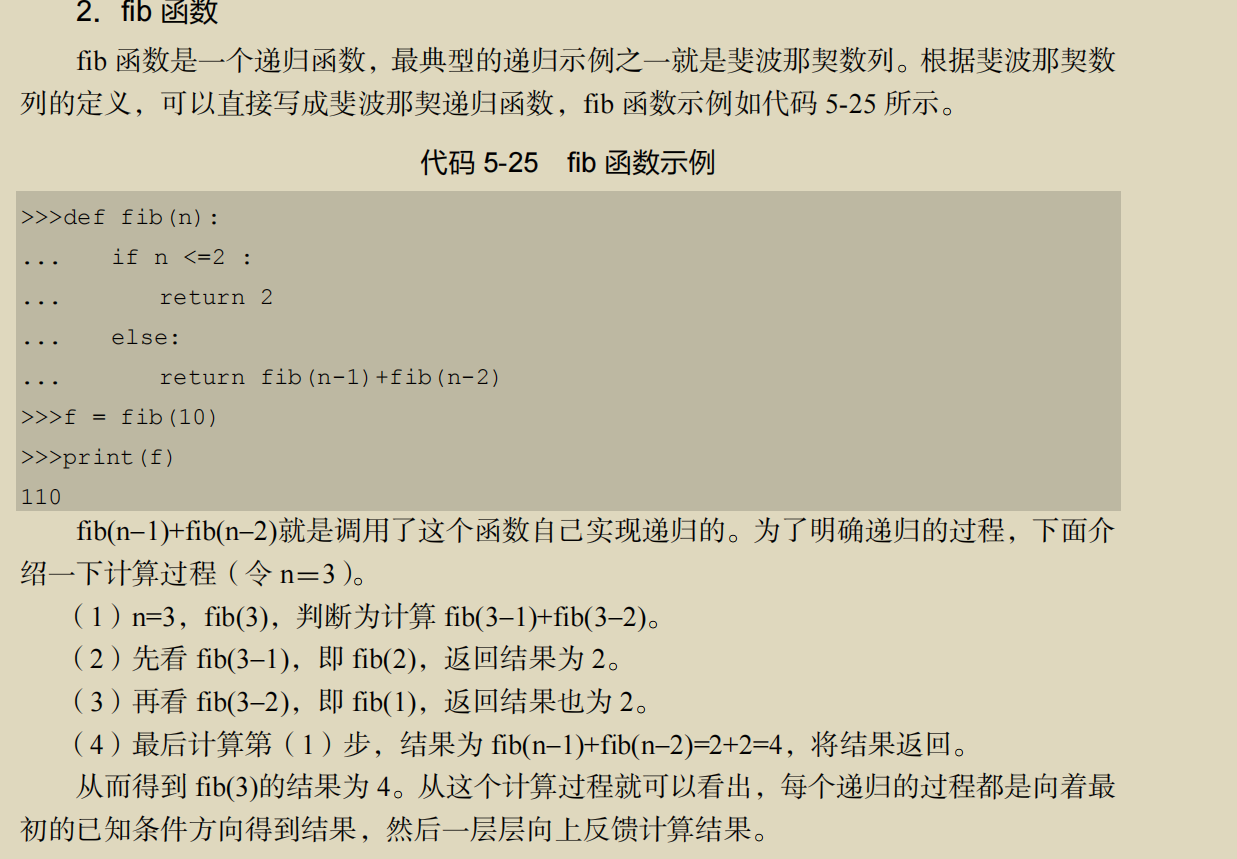 2．fib 函数
fib 函数是一个递归函数，最典型的递归示例之一就是斐波那契数列。根据斐波那契数
列的定义，可以直接写成斐波那契递归函数，fib 函数示例如代码 5-25 所示。
代码 5-25 fib 函数示例
>>>def fib(n):
... if n <=2 :
... return 2
... else:
... return fib(n-1)+fib(n-2)
>>>f = fib(10)
>>>print(f)
110
fib(n–1)+fib(n–2)就是调用了这个函数自己实现递归的。为了明确递归的过程，下面介
绍一下计算过程（令 n＝3）。
（1）n=3，fib(3)，判断为计算 fib(3–1)+fib(3–2)。
（2）先看 fib(3–1)，即 fib(2)，返回结果为 2。
（3）再看 fib(3–2)，即 fib(1)，返回结果也为 2。
（4）最后计算第（1）步，结果为 fib(n–1)+fib(n–2)=2+2=4，将结果返回。
从而得到 fib(3)的结果为 4。从这个计算过程就可以看出，每个递归的过程都是向着最
初的已知条件方向得到结果，然后一层层向上反馈计算结果。